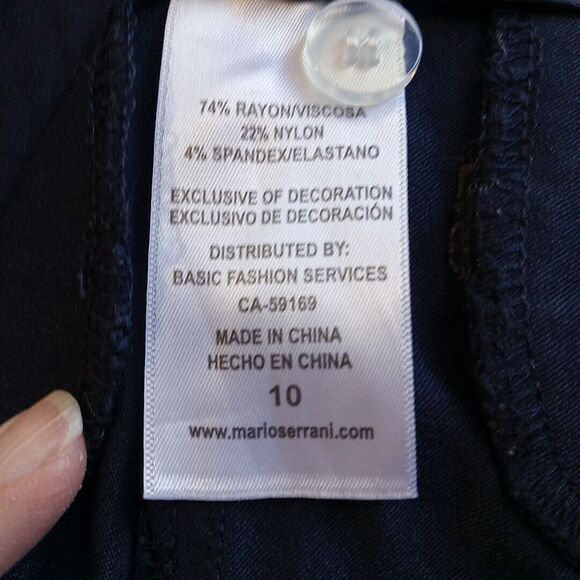 74% RAYON/VISCOSA
22% NYLON
4% SPANDEX/ELASTANO
EXCLUSIVE OF DECORATION
EXCLUSIVO DE DECORACIÓN
DISTRIBUTED BY:
BASIC FASHION SERVICES
CA-59169
MADE IN CHINA
HECHO EN CHINA
10
www.marioserrani.com